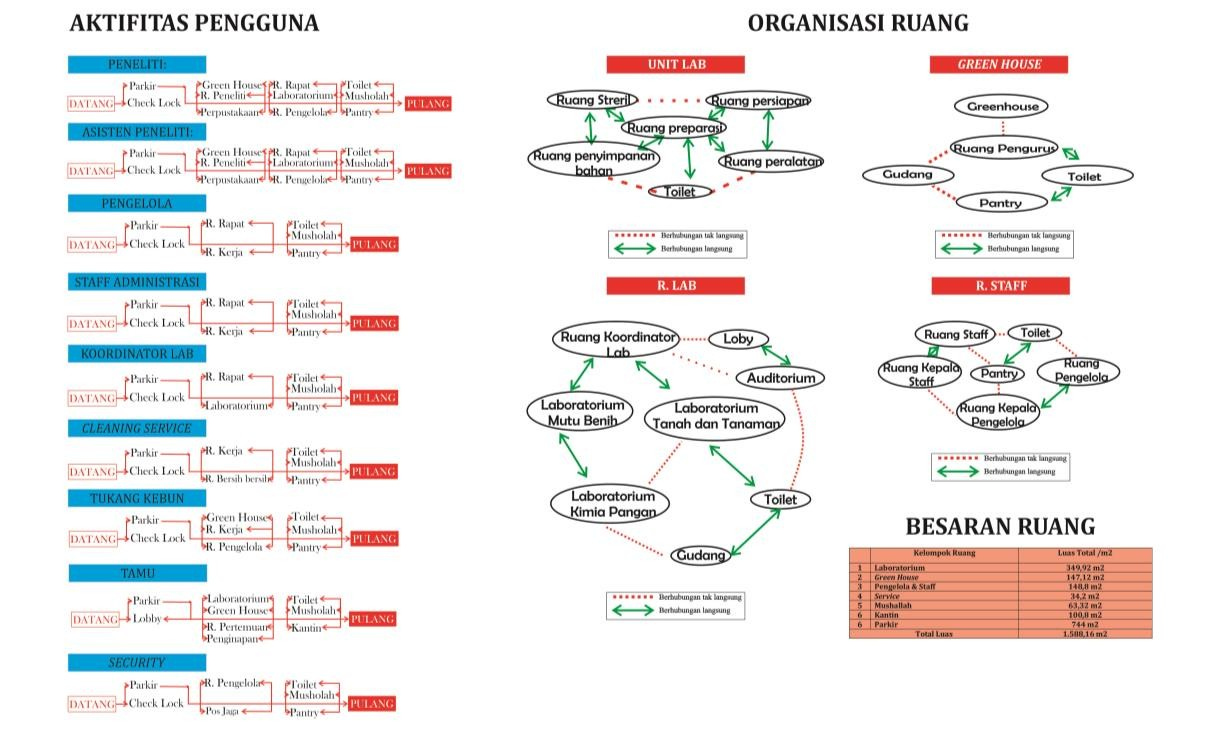 AKTIFITAS PENGGUNA
PENELITI:
DATANG
Parkir
Check Lock
Green House
R. Peneliti
Perpustakaan
R. Rapat
Laboratorium
R. Pengelola
Toilet
Musholah
Pantry
PULANG
ASISTEN PENELITI:
DATANG
Parkir
Check Lock
Green House
R. Peneliti
Perpustakaan
R. Rapat
Laboratorium
R. Pengelola
Toilet
Musholah
Pantry
PULANG
PENGELOLA
DATANG
Parkir
Check Lock
R. Rapat
R. Kerja
Toilet
Musholah
Pantry
PULANG
STAFF ADMINISTRASI
DATANG
Parkir
Check Lock
R. Rapat
R. Kerja
Toilet
Musholah
Pantry
PULANG
KOORDINATOR LAB
DATANG
Parkir
Check Lock
R. Rapat
Laboratorium
Toilet
Musholah
Pantry
PULANG
CLEANING SERVICE
DATANG
Parkir
Check Lock
R. Kerja
R. Bersih bersih
Toilet
Musholah
Pantry
PULANG
TUKANG KEBUN
DATANG
Parkir
Check Lock
Green House
R. Kerja
R. Pengelola
Toilet
Musholah
Pantry
PULANG
TAMU
DATANG
Parkir
Lobby
Laboratorium
Green House
R. Pertemuan
Penginapan
Toilet
Musholah
Kantin
PULANG
SECURITY
DATANG
Parkir
Check Lock
R. Pengelola
Pos Jaga
Toilet
Musholah
Pantry
PULANG
ORGANISASI RUANG
UNIT LAB
Ruang Streril
Ruang persiapan
Ruang preparasi
Ruang penyimpanan
bahan
Ruang peralatan
Toilet
Berhubungan tak langsung
Berhubungan langsung
GREEN HOUSE
Greenhouse
Ruang Pengurus
Gudang
Toilet
Pantry
Berhubungan tak langsung
Berhubungan langsung
R. LAB
Ruang Koordinator
Lab
Loby
Auditorium
Laboratorium
Mutu Benih
Laboratorium
Tanah dan Tanaman
Laboratorium
Kimia Pangan
Toilet
Gudang
Berhubungan tak langsung
Berhubungan langsung
R. STAFF
Ruang Staff
Toilet
Ruang Kepala
Staff
Pantry
Ruang
Pengelola
Ruang Kepala
Pengelola
Berhubungan tak langsung
Berhubungan langsung
BESARAN RUANG
Kelompok Ruang Luas Total /m2
1 Laboratorium 349,92 m2
2 Green House 147,12 m2
3 Pengelola & Staff 148,8 m2
4 Service 34,2 m2
5 Mushallah 63,32 m2
6 Kantin 100,8 m2
6 Parkir 744 m2
Total Luas 1.588,16 m2